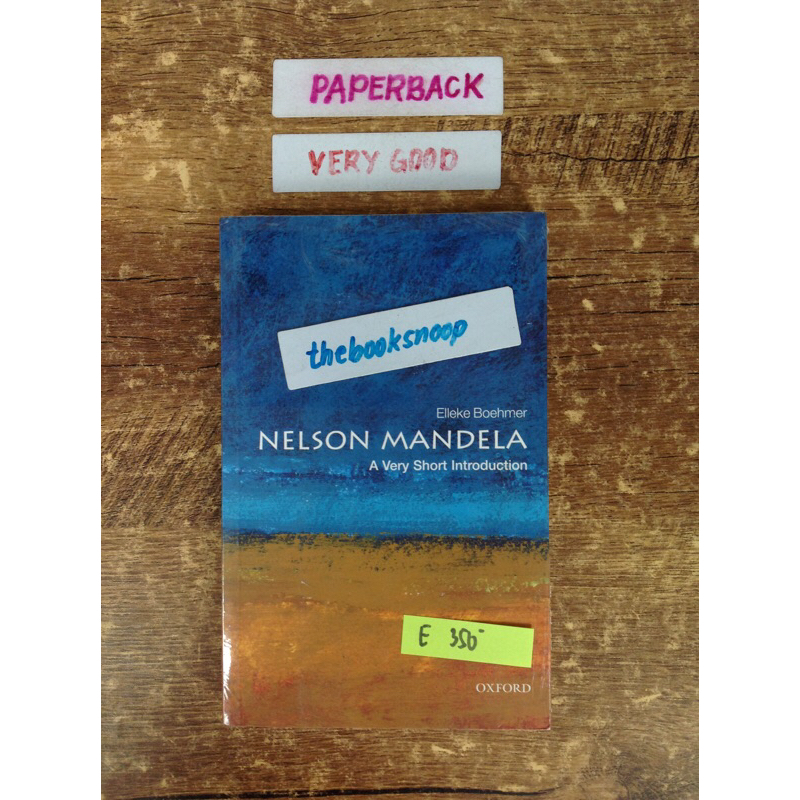 PAPERBACK
VERY GOOD
thebooksnoop
Elleke Boehmer
NELSON MANDELA
A Very Short Introduction
E 350-
OXFORD